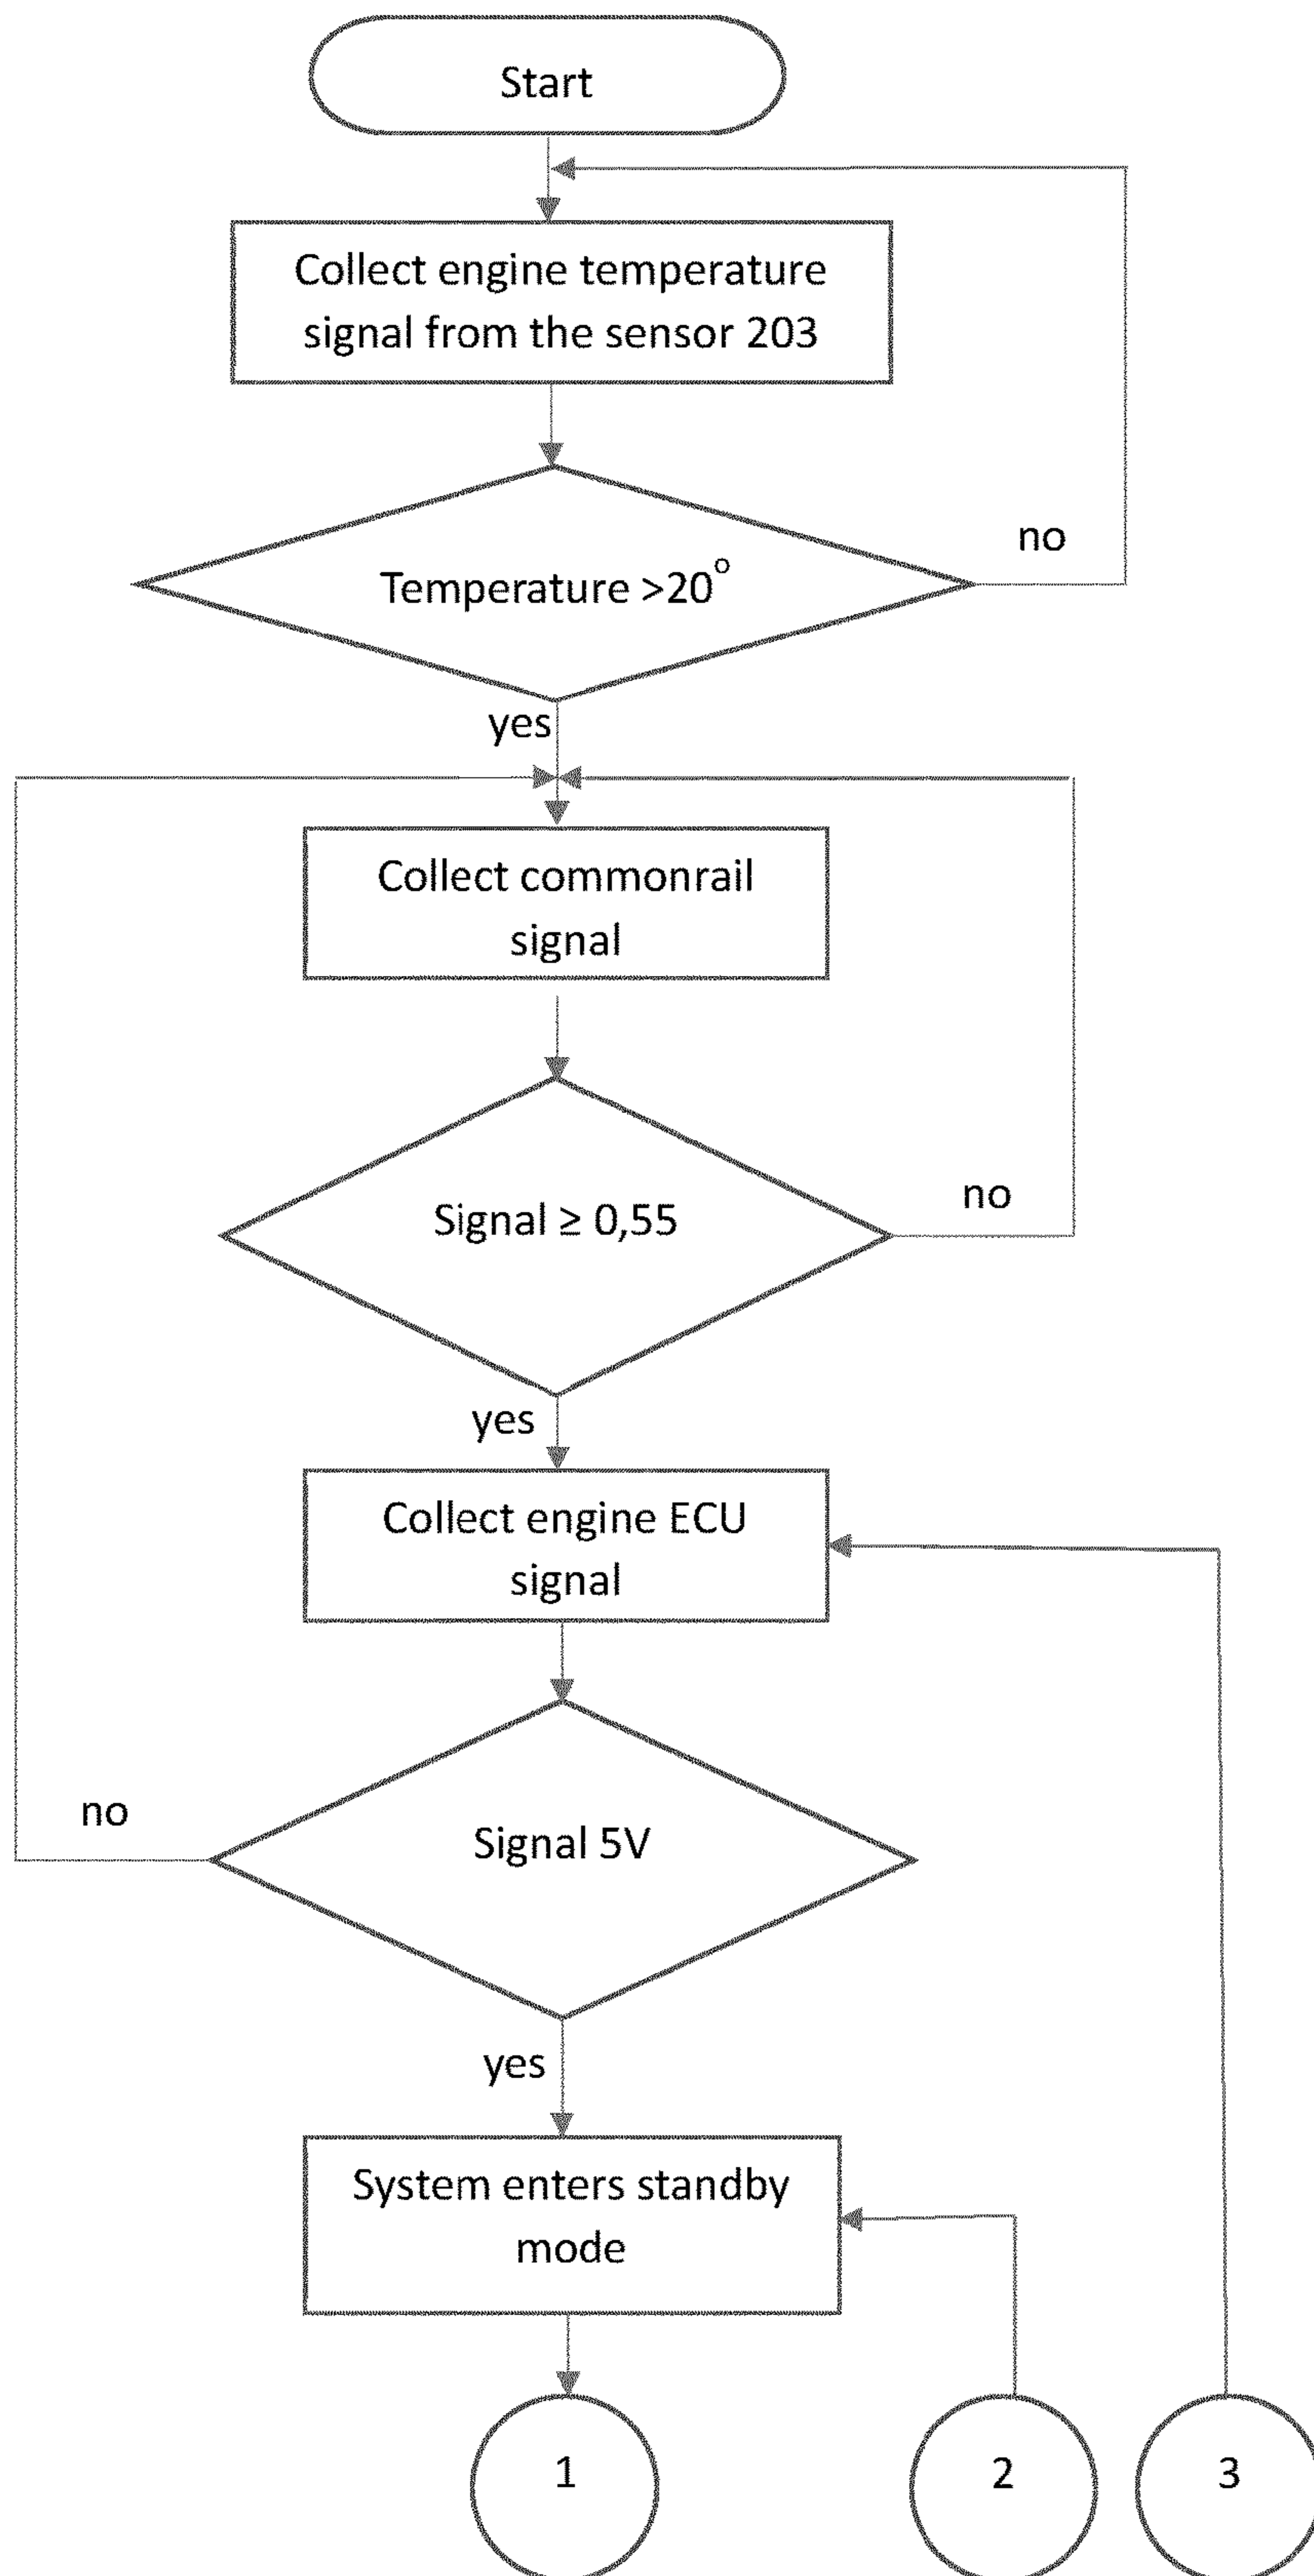 Start
Collect engine temperature
signal from the sensor 203
Temperature >20°
no
yes
Collect commonrail
signal
Signal ≥ 0,55
no
yes
Collect engine ECU
signal
Signal 5V
no
yes
System enters standby
mode
1
2
3